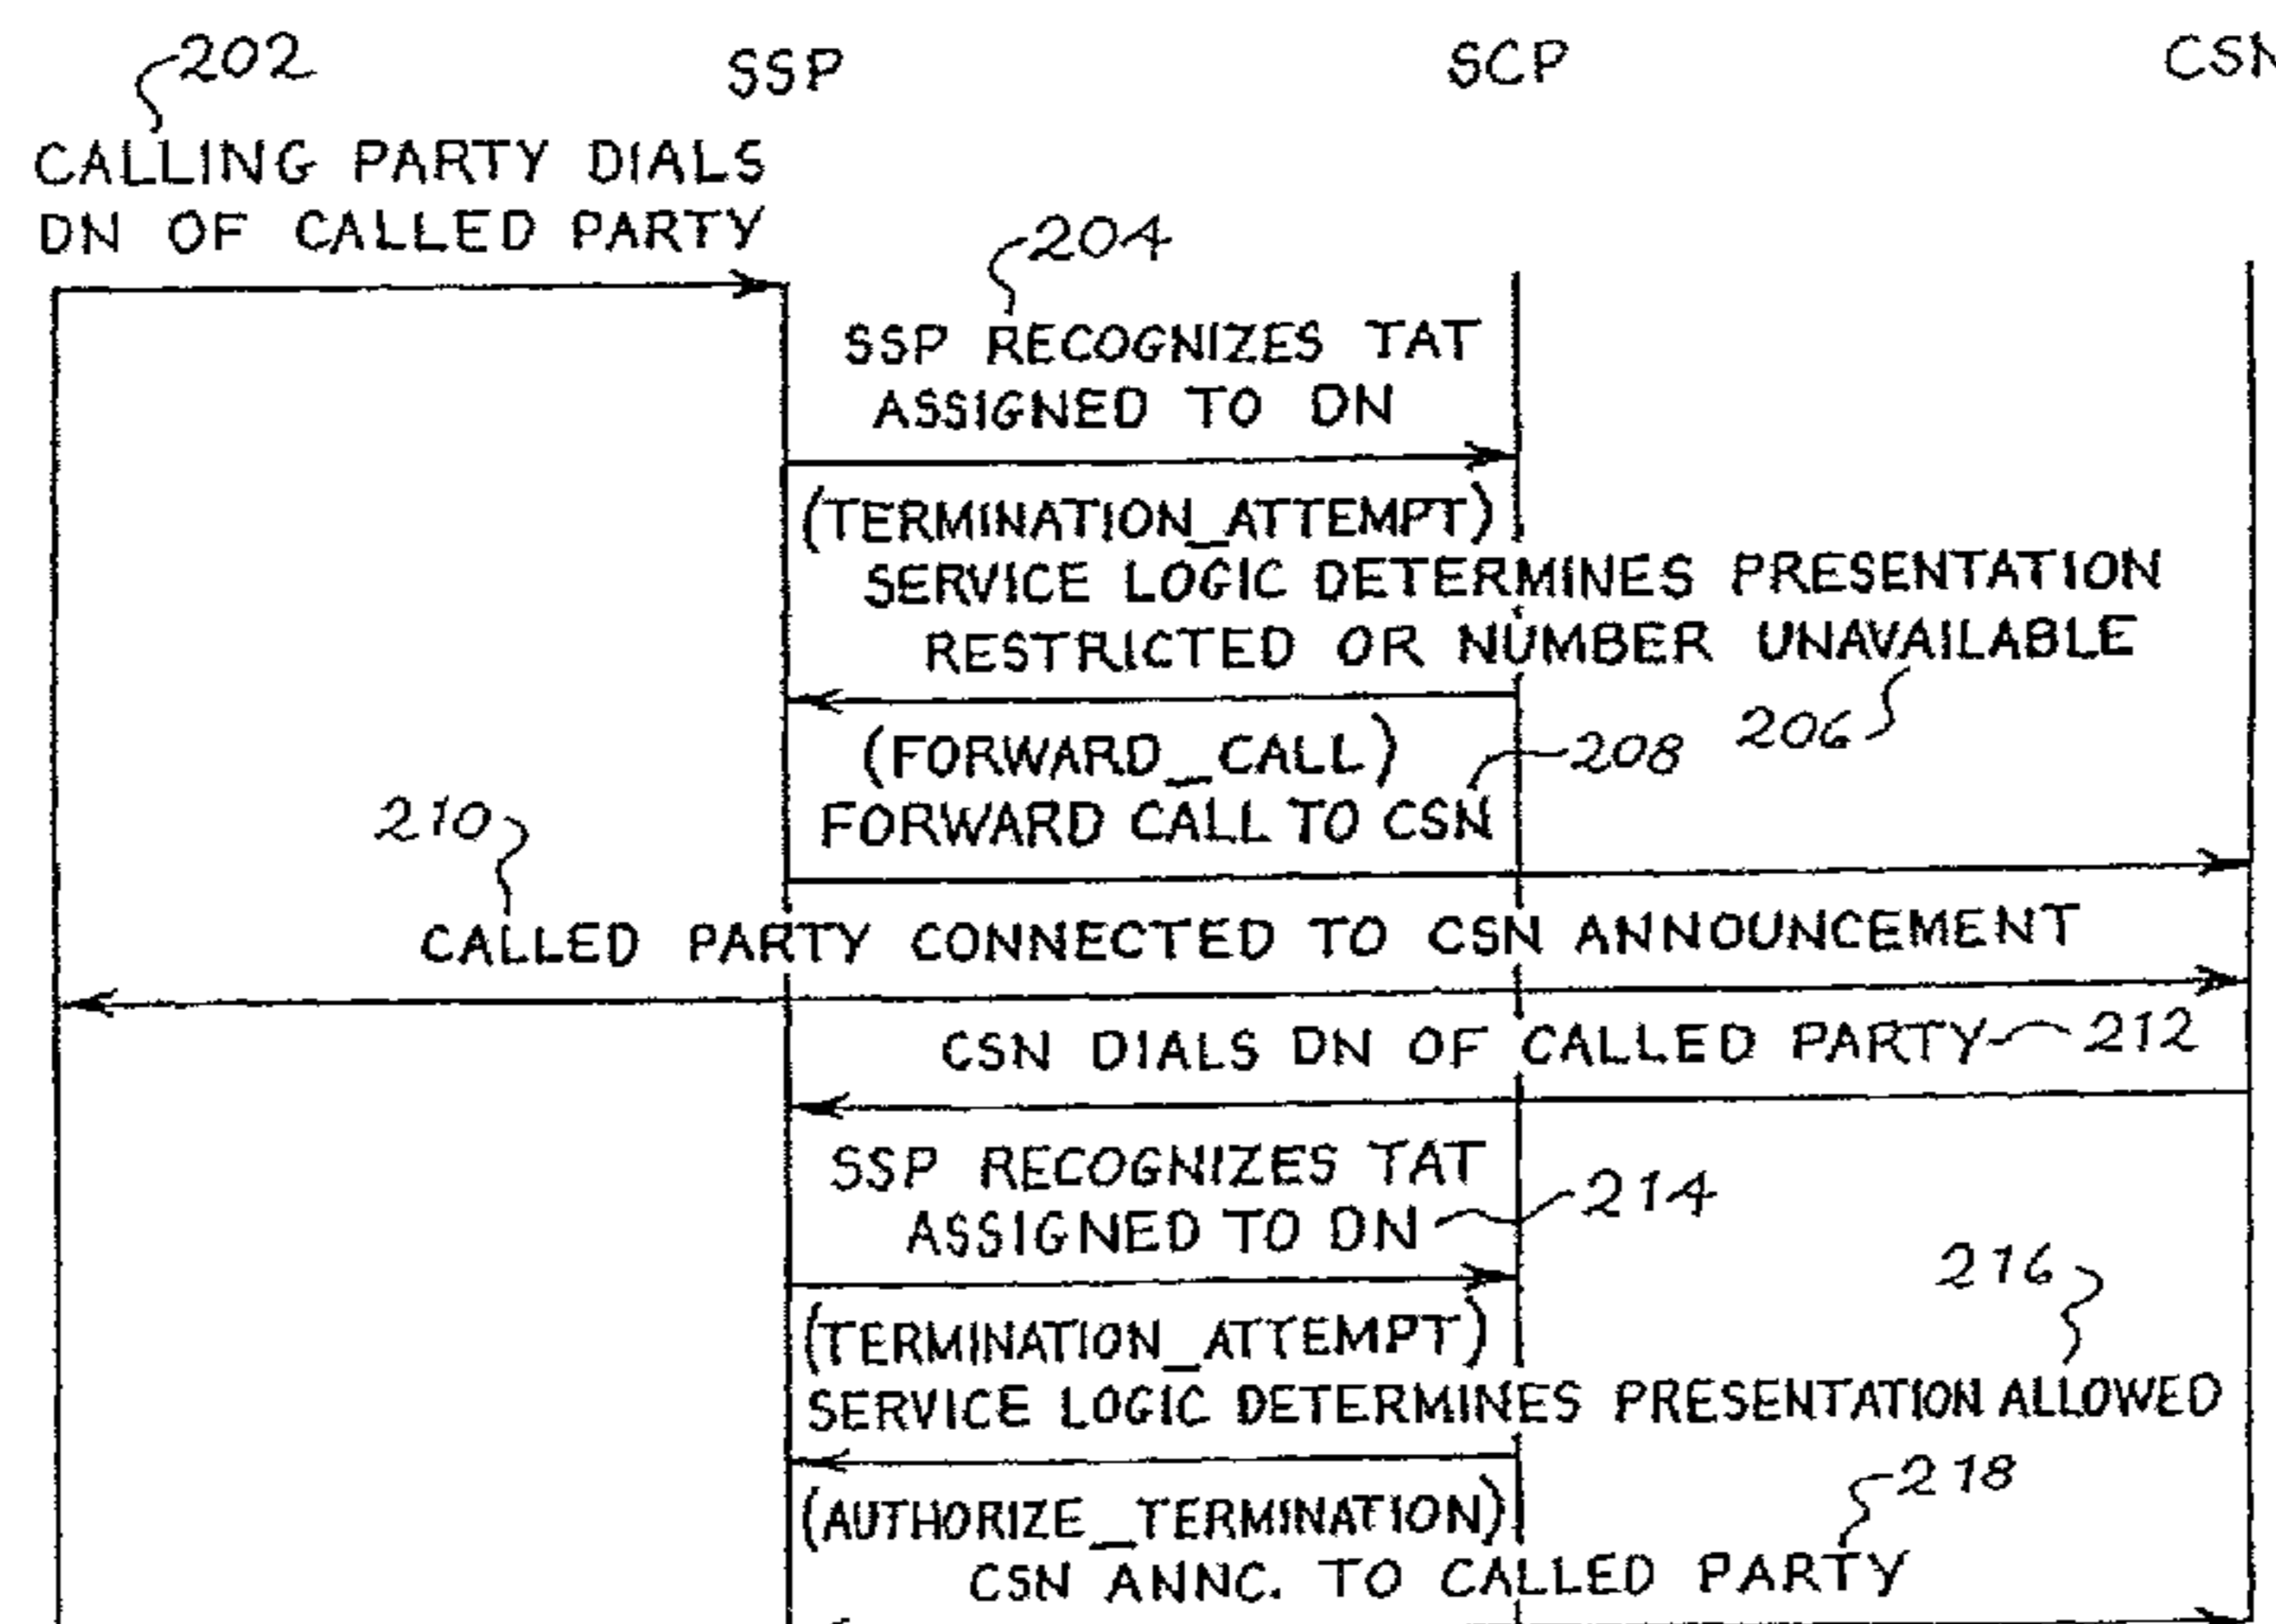 202
SSP
SCP
CSN
CALLING PARTY DIALS
DN OF CALLED PARTY
204
SSP RECOGNIZES TAT
ASSIGNED TO DN
(TERMINATION_ATTEMPT)
SERVICE LOGIC DETERMINES PRESENTATION
RESTRICTED OR NUMBER UNAVAILABLE
206
(FORWARD_CALL)
208
FORWARD CALL TO CSN
210
CALLED PARTY CONNECTED TO CSN ANNOUNCEMENT
CSN DIALS DN OF CALLED PARTY
212
SSP RECOGNIZES TAT
ASSIGNED TO DN
214
216
(TERMINATION_ATTEMPT)
SERVICE LOGIC DETERMINES PRESENTATION ALLOWED
218
(AUTHORIZE_TERMINATION)
CSN ANNC. TO CALLED PARTY